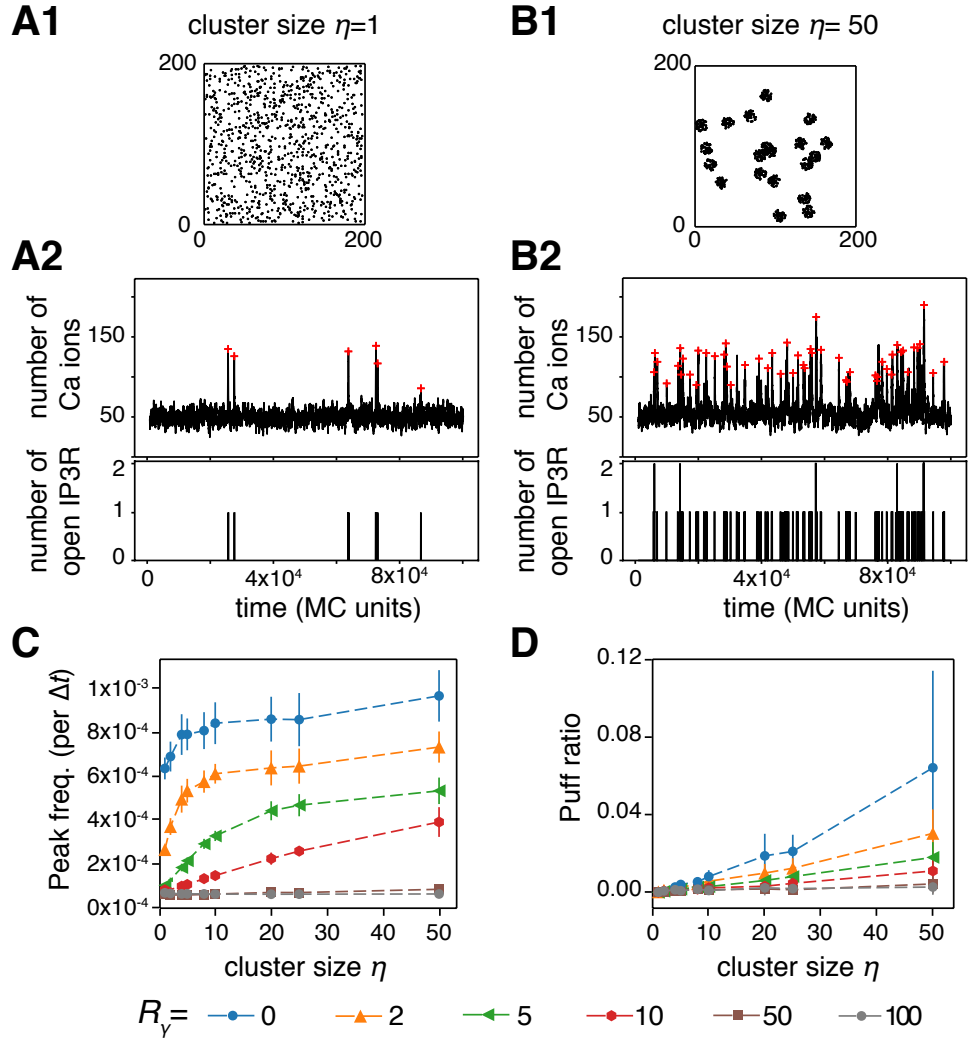 A1
cluster size η=1
200
0
0
200
B1
cluster size η= 50
200
0
0
200
A2
number of
Ca ions
150
50
number of
open IP3R
2
1
0
0
4x10⁴
8x10⁴
time (MC units)
B2
number of
Ca ions
150
50
number of
open IP3R
2
1
0
0
4x10⁴
8x10⁴
time (MC units)
C
Peak freq. (per Δt)
1x10⁻³
8x10⁻⁴
6x10⁻⁴
4x10⁻⁴
2x10⁻⁴
0x10⁻⁴
0
10
20
30
40
50
cluster size η
D
Puff ratio
0.12
0.08
0.04
0.00
0
10
20
30
40
50
cluster size η
Rγ= 0 2 5 10 50 100